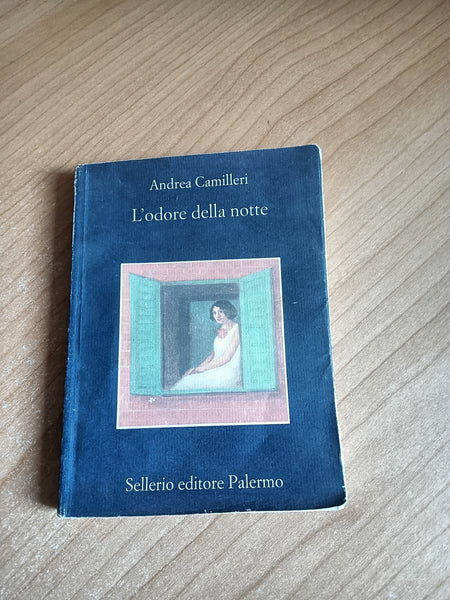 Andrea Camilleri
L'odore della notte
Sellerio editore Palermo